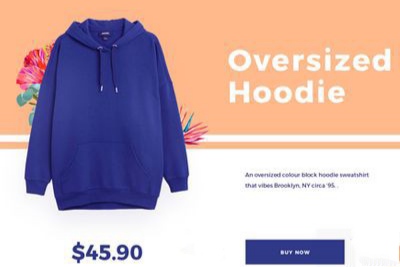 Oversized
Hoodie
An oversized colour block hoodie sweatshirt
that vibes Brooklyn, NY circa '95. .
$45.90
BUY NOW